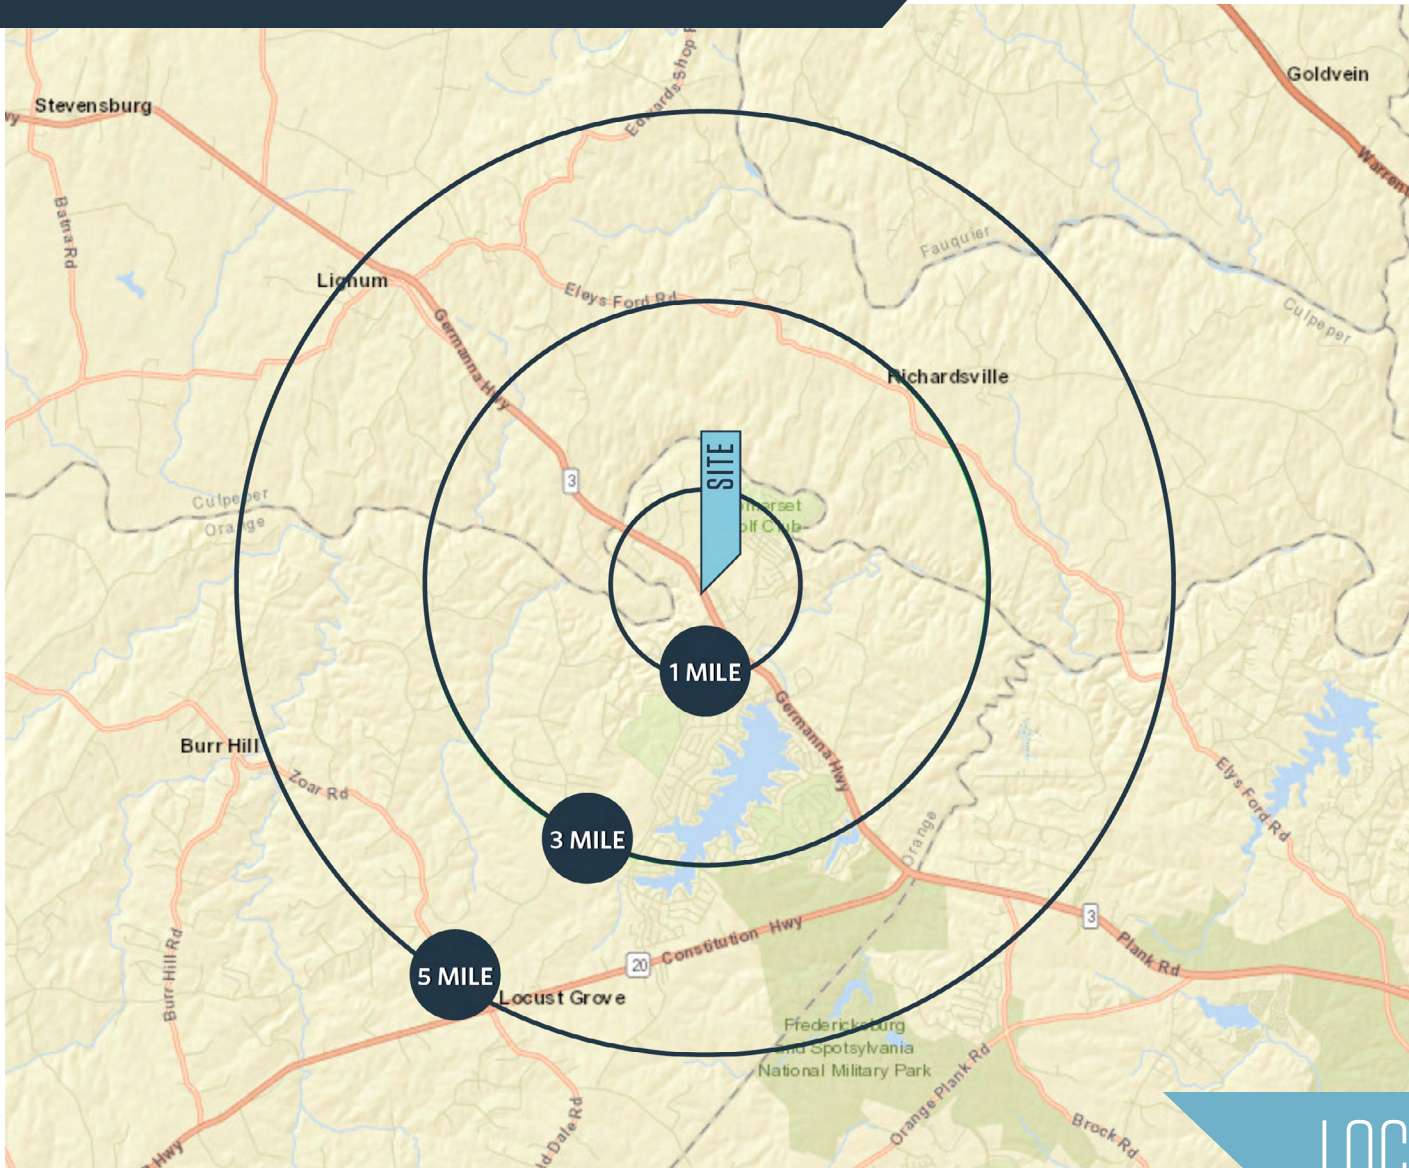 Goldvein
Stevensburg
Batna Rd
Fauquier
Lignum
Eleys Ford Rd
Culpeper
Germanna Hwy
Richardsville
SITE
3
Culpeper
Orange
1 MILE
Germanna Hwy
Burr Hill
Zoar Rd
Elys Ford Rd
3 MILE
Orange
3
Constitution Hwy
20
Plank Rd
Burr Hill Rd
5 MILE
Locust Grove
Fredericksburg
and Spotsylvania
National Military Park
Orange Plank Rd
Brock Rd
Dale Rd
Hwy